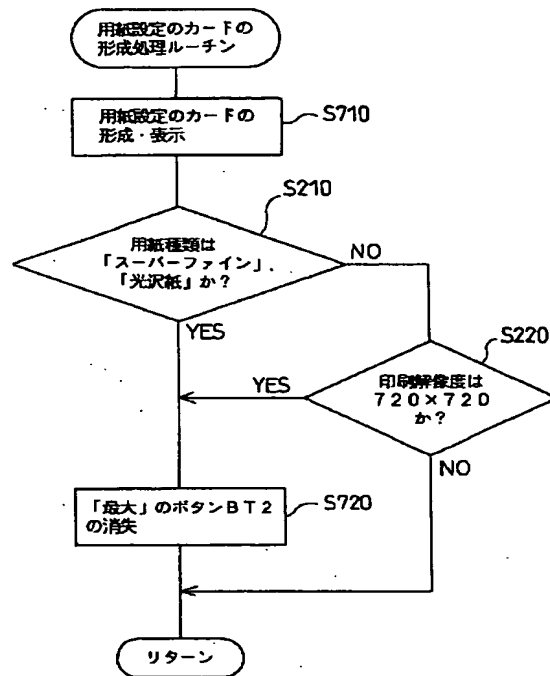 用紙設定のカードの
形成処理ルーチン
用紙設定のカードの
形成・表示
S710
S210
用紙種類は
「スーパーファイン」、
「光沢紙」か?
NO
YES
S220
印刷解像度は
720×720
か?
YES
NO
「最大」のボタンBT2
の消失
S720
リターン